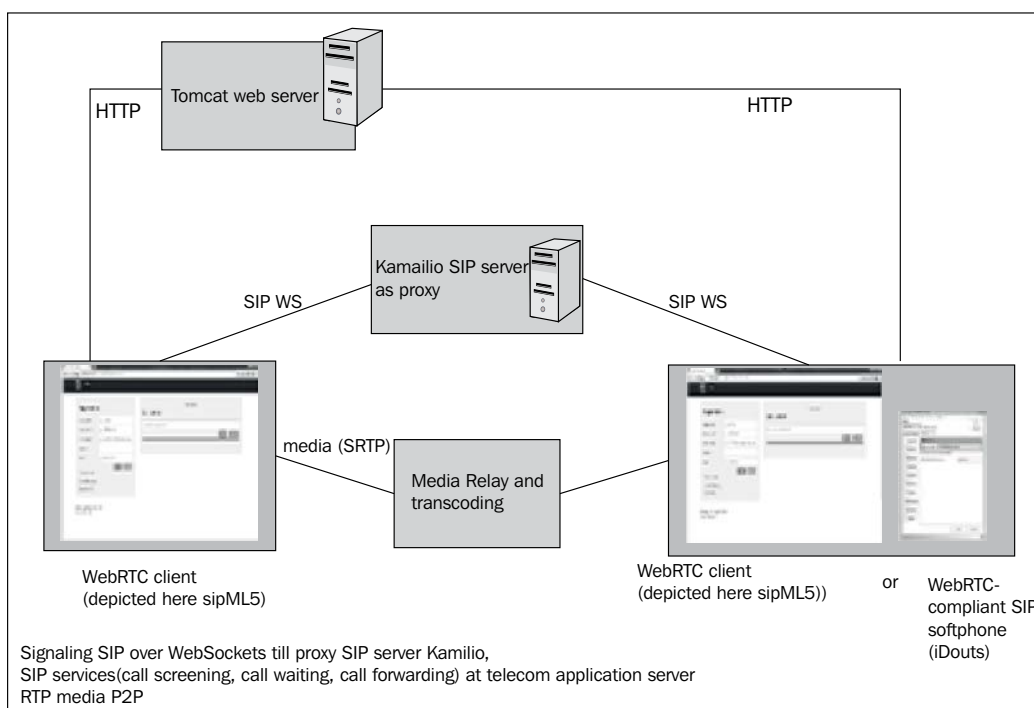 Tomcat web server
HTTP
HTTP
Kamailio SIP server
as proxy
SIP WS
SIP WS
media (SRTP)
Media Relay and
transcoding
WebRTC client
(depicted here sipML5)
WebRTC client
(depicted here sipML5))
or
WebRTC-
compliant SIP
softphone
(iDouts)
Signaling SIP over WebSockets till proxy SIP server Kamilio,
SIP services(call screening, call waiting, call forwarding) at telecom application server
RTP media P2P